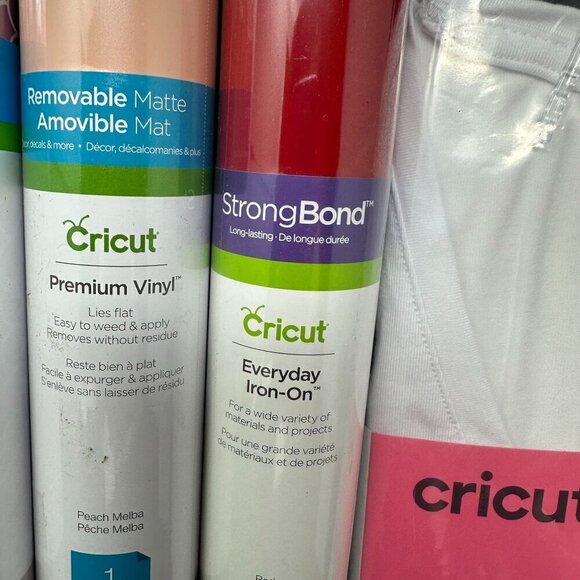 Removable Matte
Amovible Mat
decals & more • Décor, décalcomanies & plus
Cricut
Premium Vinyl™
Lies flat
Easy to weed & apply
Removes without residue
Reste bien à plat
Facile à expurger & appliquer
S'enlève sans laisser de résidu
Peach Melba
Pêche Melba
1
StrongBond™
Long-lasting · De longue durée
Cricut
Everyday
Iron-On™
For a wide variety of
materials and projects
Pour une grande variété
de matériaux et de projets
cricut